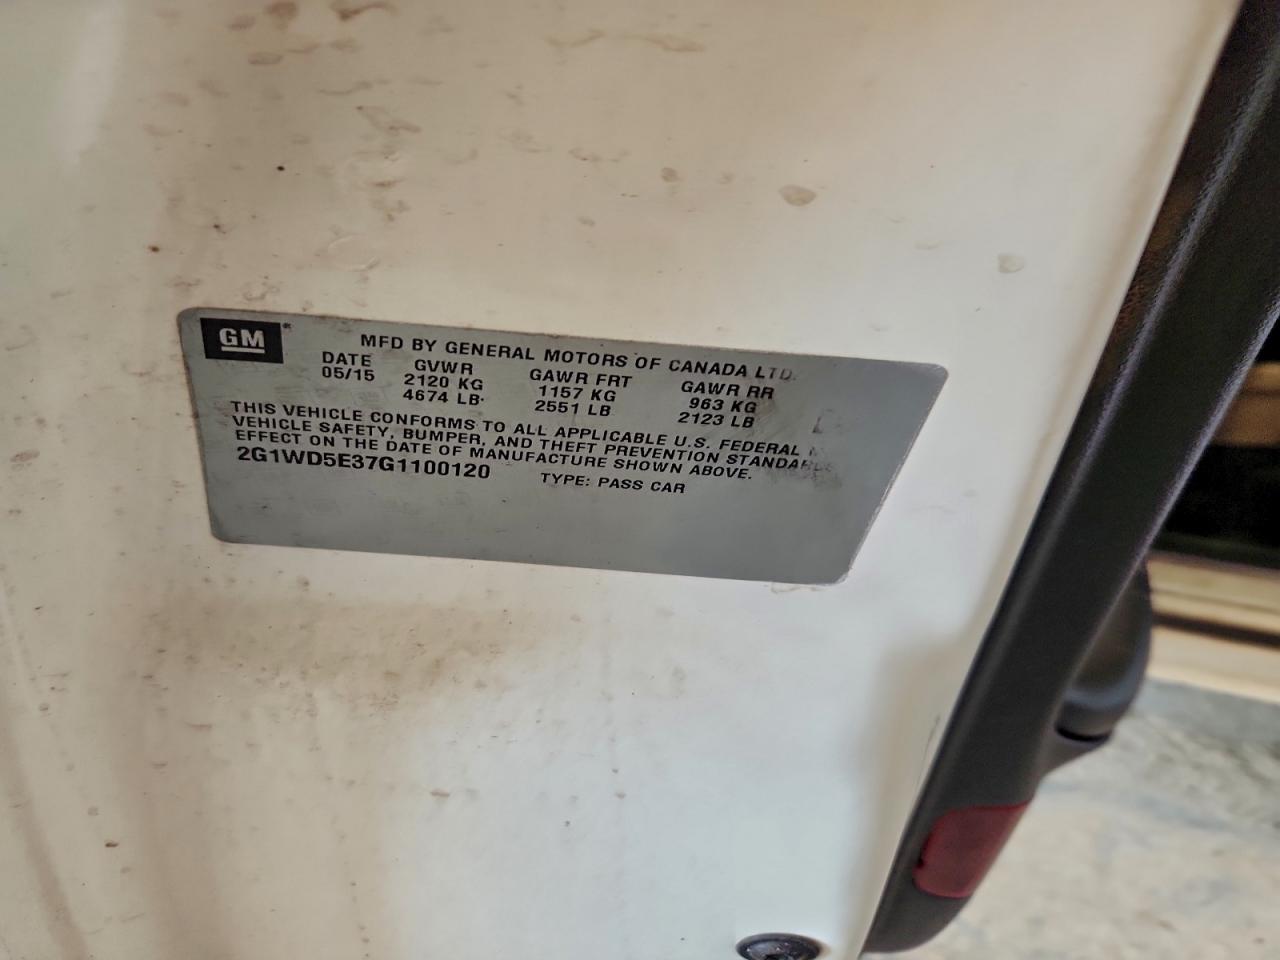 GM®
MFD BY GENERAL MOTORS OF CANADA LTD.
DATE GVWR GAWR FRT GAWR RR
05/15 2120 KG 1157 KG 963 KG
4674 LB 2551 LB 2123 LB
THIS VEHICLE CONFORMS TO ALL APPLICABLE U.S. FEDERAL
VEHICLE SAFETY, BUMPER, AND THEFT PREVENTION STANDARDS
EFFECT ON THE DATE OF MANUFACTURE SHOWN ABOVE.
2G1WD5E37G1100120 TYPE: PASS CAR